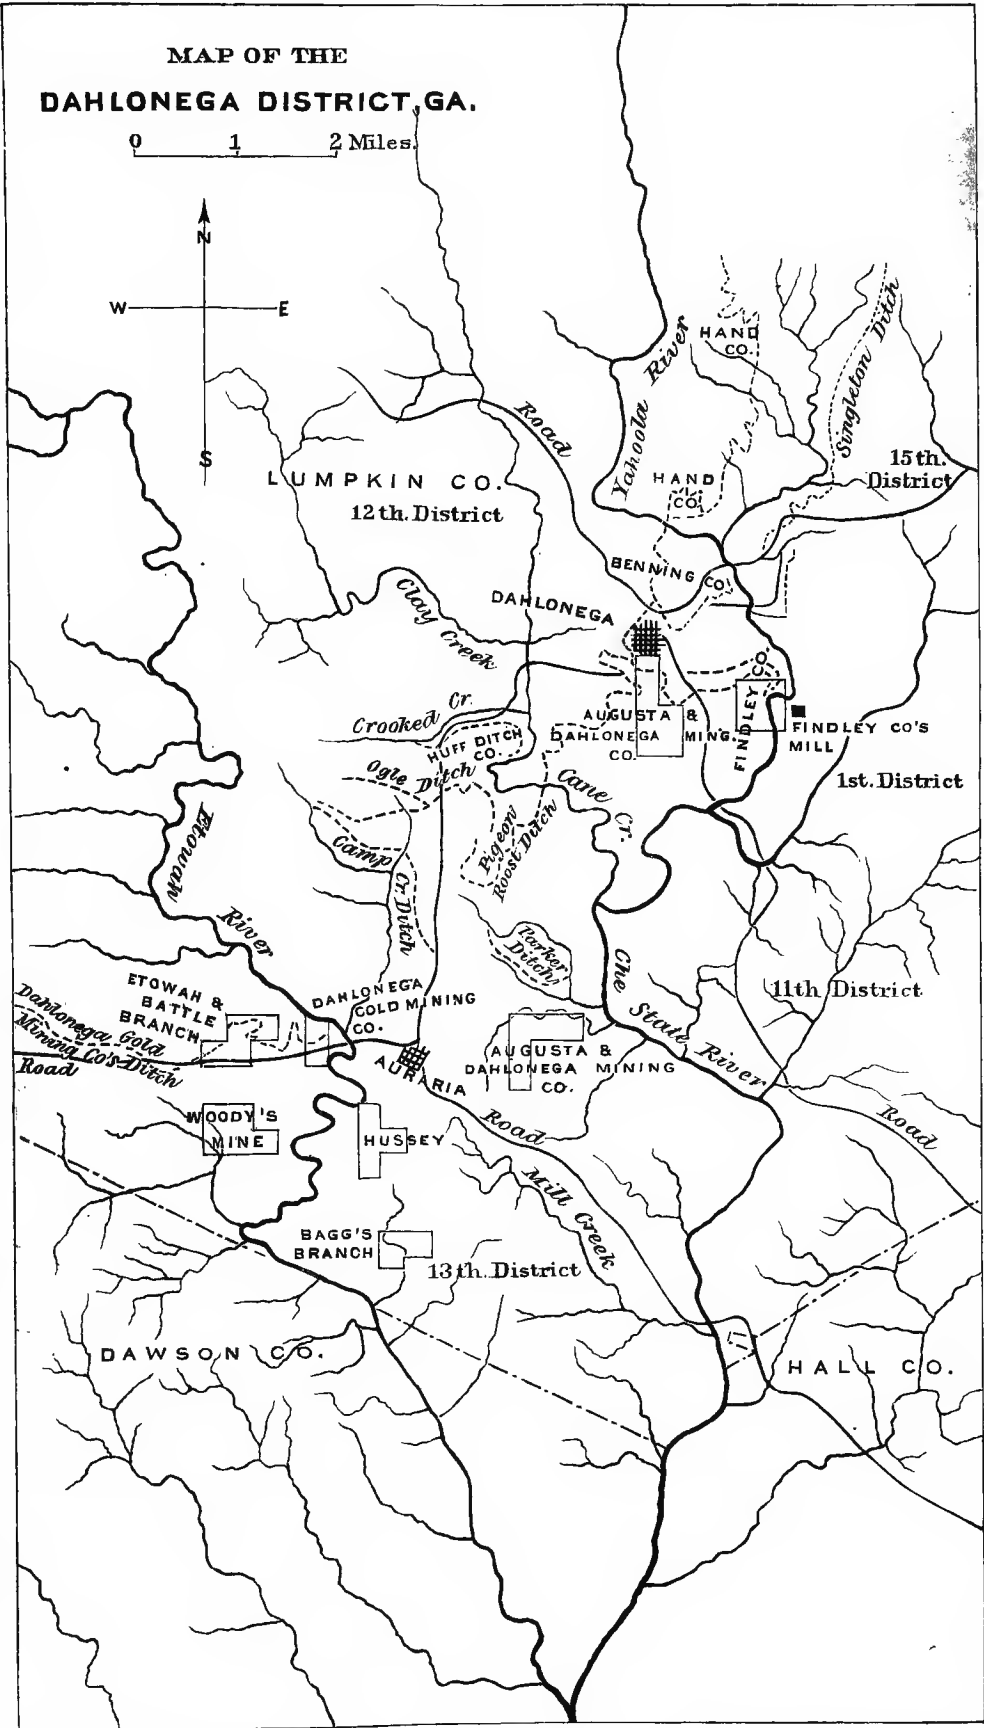 MAP OF THE
DAHLONEGA DISTRICT, GA.
0 1 2 Miles.
N
W E
S
HAND
CO.
Yahoola River
Singleton Ditch
Road
15th.
District
LUMPKIN CO.
12th. District
HAND
CO.
BENNING CO.
Clay Creek
DAHLONEGA
Crooked Cr.
HUFF DITCH
CO.
AUGUSTA &
DAHLONEGA MING.
CO.
FINDLEY CO
FINDLEY CO'S
MILL
1st. District
Ogle Ditch
Cane Cr.
Pigeon
Roost Ditch
Camp Cr. Ditch
Etowah River
Parker
Ditch
Che State River
11th District
ETOWAH &
BATTLE
BRANCH
DAHLONEGA
GOLD MINING
CO.
Dahlonega Gold
Mining Co's Ditch
Road
AURARIA
AUGUSTA &
DAHLONEGA MINING
CO.
WOODY'S
MINE
HUSSEY
Road
Road
Mill Creek
BAGG'S
BRANCH
13th. District
DAWSON CO.
HALL CO.